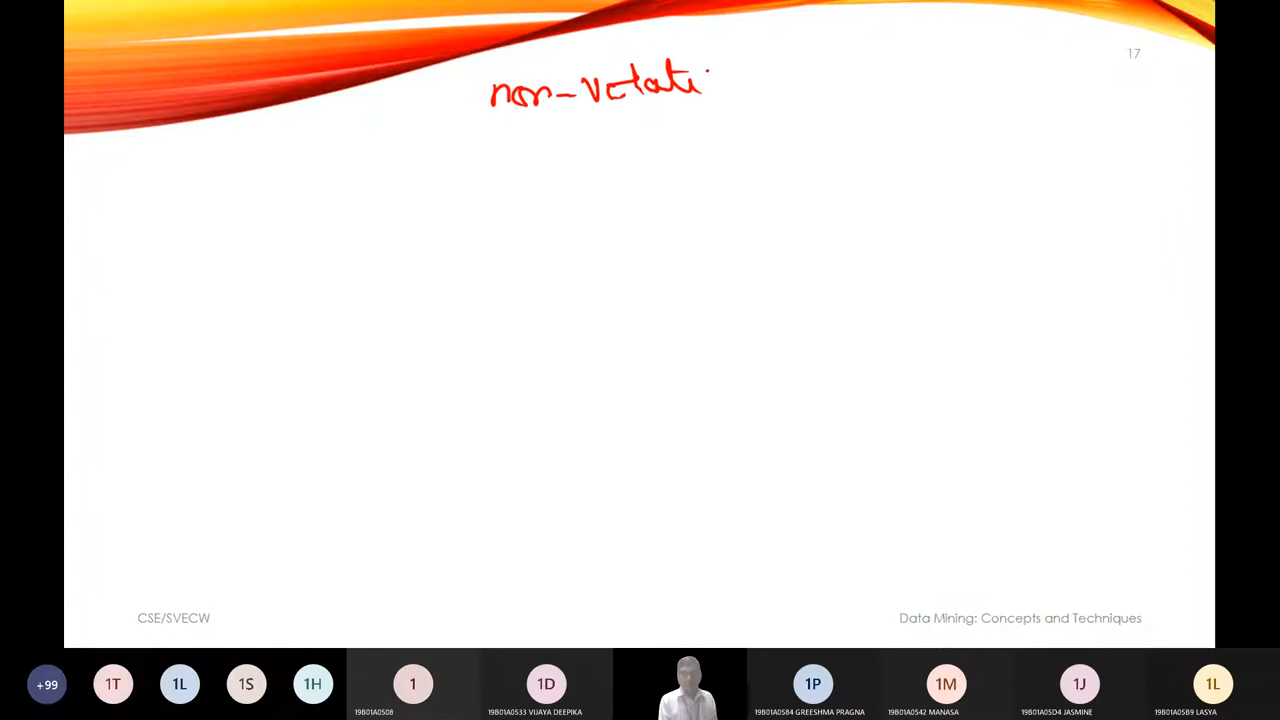 17
non-volati
CSE/SVECW
Data Mining: Concepts and Techniques
+99
1T
1L
1S
1H
1
1D
1P
1M
1J
1L
19B01A0508
19B01A0533 VIJAYA DEEPIKA
19B01A0584 GREESHMA PRAGNA
19B01A0542 MANASA
19B01A05D4 JASMINE
19B01A05B9 LASYA